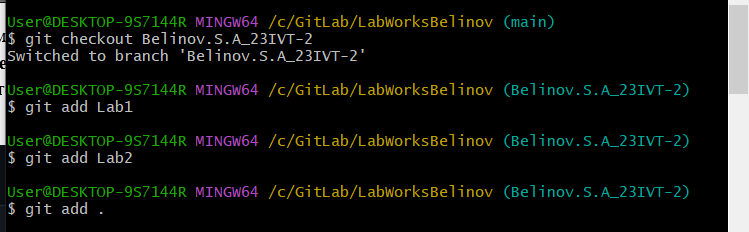 User@DESKTOP-9S7144R MINGW64 /c/GitLab/LabWorksBelinov (main)
$ git checkout Belinov.S.A_23IVT-2
Switched to branch 'Belinov.S.A_23IVT-2'
User@DESKTOP-9S7144R MINGW64 /c/GitLab/LabWorksBelinov (Belinov.S.A_23IVT-2)
$ git add Lab1
User@DESKTOP-9S7144R MINGW64 /c/GitLab/LabWorksBelinov (Belinov.S.A_23IVT-2)
$ git add Lab2
User@DESKTOP-9S7144R MINGW64 /c/GitLab/LabWorksBelinov (Belinov.S.A_23IVT-2)
$ git add .